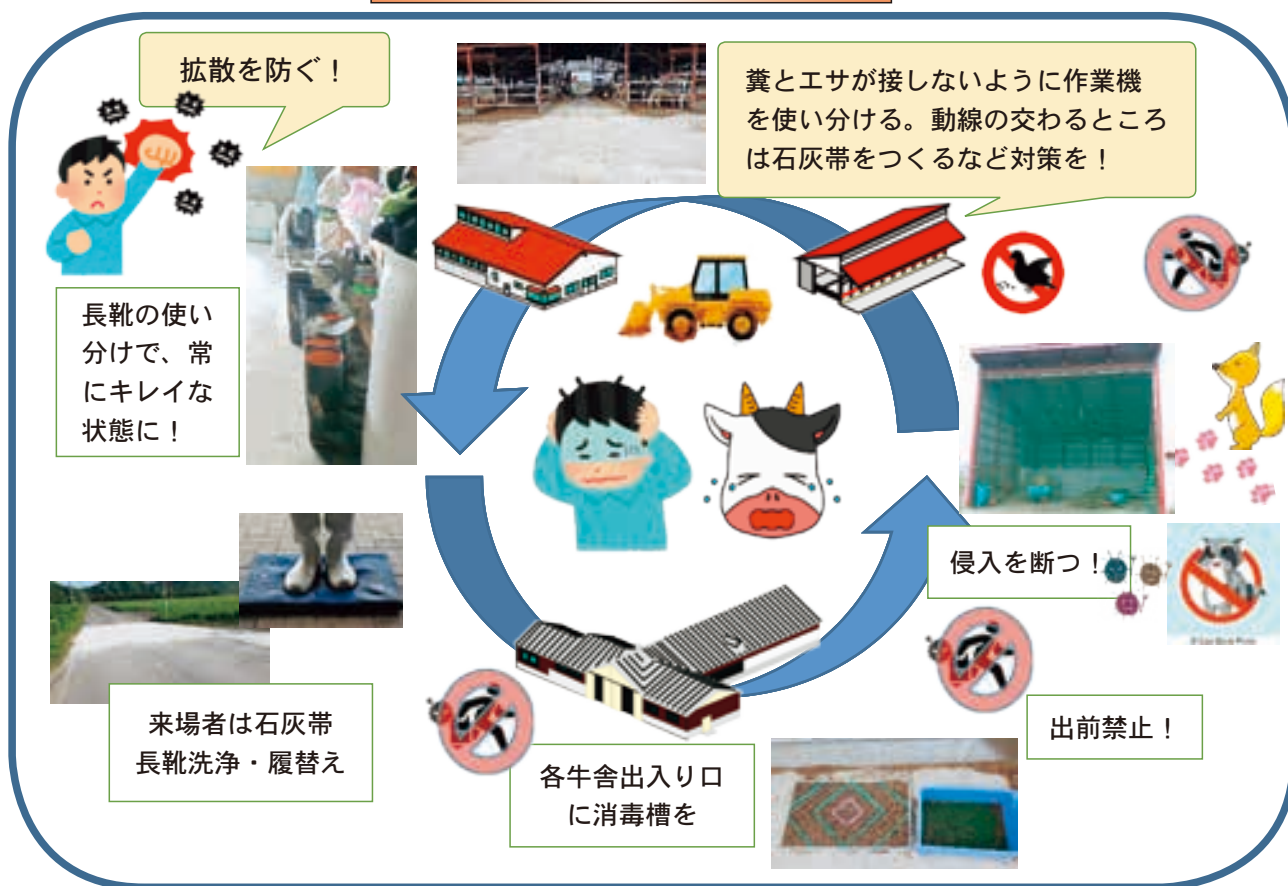 拡散を防ぐ！
糞とエサが接しないように作業機
を使い分ける。動線の交わるところ
は石灰帯をつくるなど対策を！
長靴の使い
分けで、常
にキレイな
状態に！
侵入を断つ！
来場者は石灰帯
長靴洗浄・履替え
各牛舎出入り口
に消毒槽を
出前禁止！